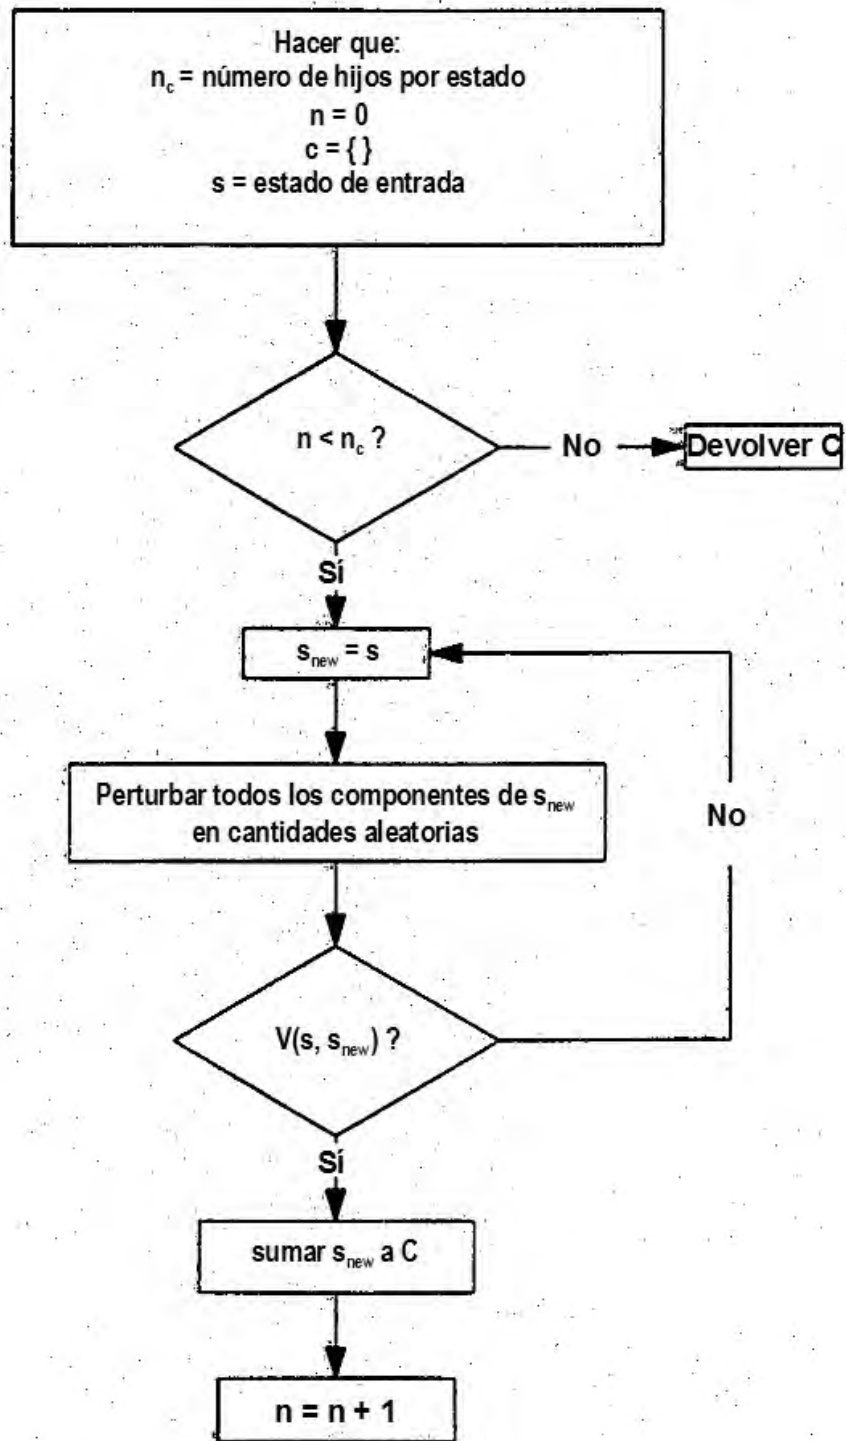 Hacer que:
n_c = número de hijos por estado
n = 0
c = { }
s = estado de entrada
n < n_c ?
No
Devolver C
Sí
s_new = s
Perturbar todos los componentes de s_new
en cantidades aleatorias
No
V(s, s_new) ?
Sí
sumar s_new a C
n = n + 1